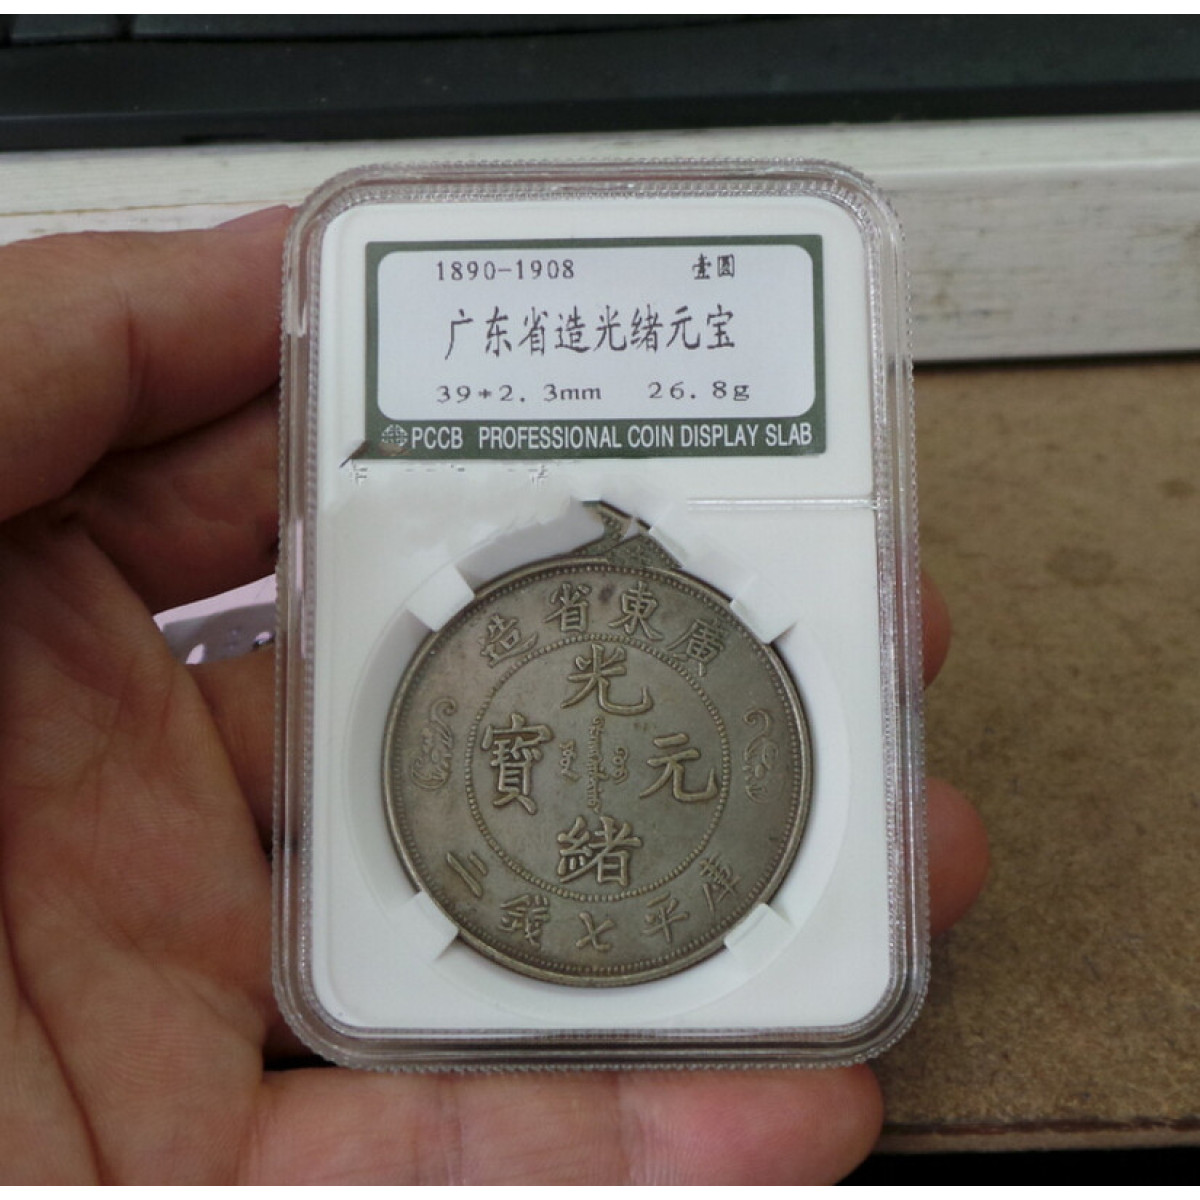 1890-1908 壹圆
广东省造光绪元宝
39*2.3mm 26.8g
PCCB PROFESSIONAL COIN DISPLAY SLAB
廣東省造
光緒元寶
庫平七錢二